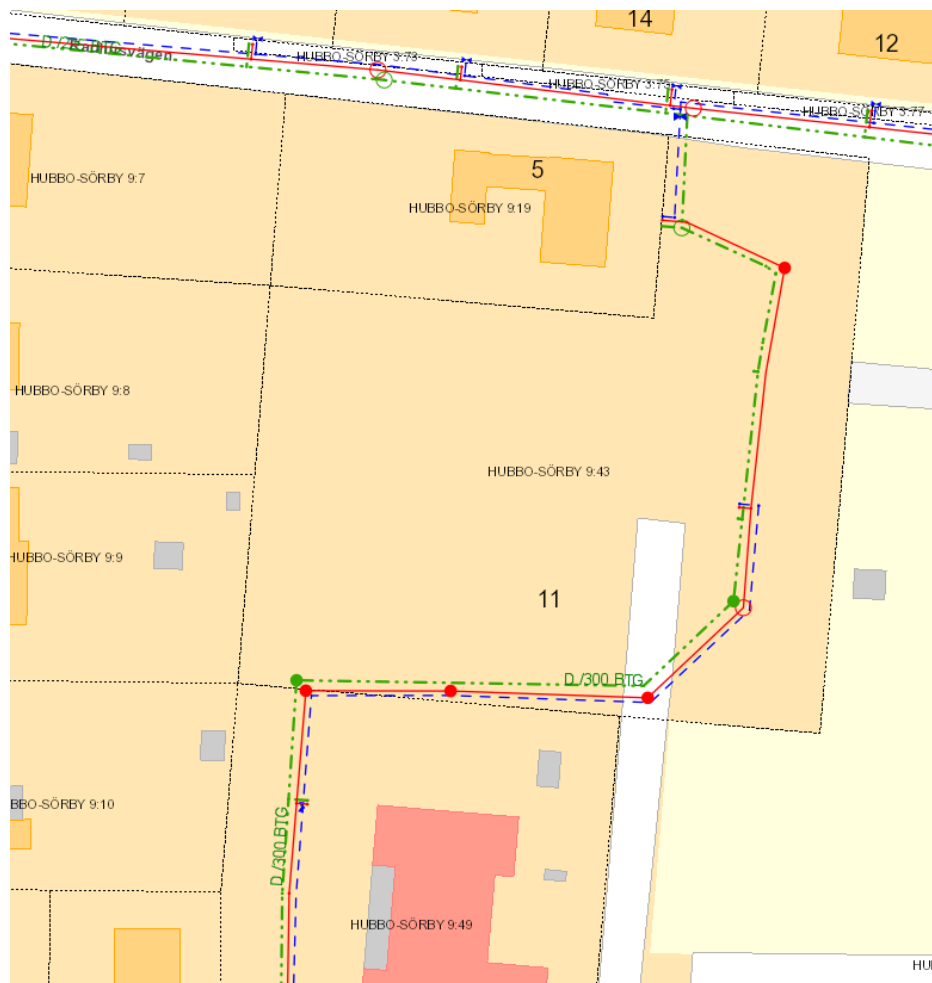 14
12
HUBBO-SÖRBY 3:73
HUBBO-SÖRBY 3:77
5
HUBBO-SÖRBY 9:7
HUBBO-SÖRBY 9:19
HUBBO-SÖRBY 9:8
HUBBO-SÖRBY 9:43
HUBBO-SÖRBY 9:9
11
D./300 BTG
BBO-SÖRBY 9:10
D./300 BTG
HUBBO-SÖRBY 9:49
HU